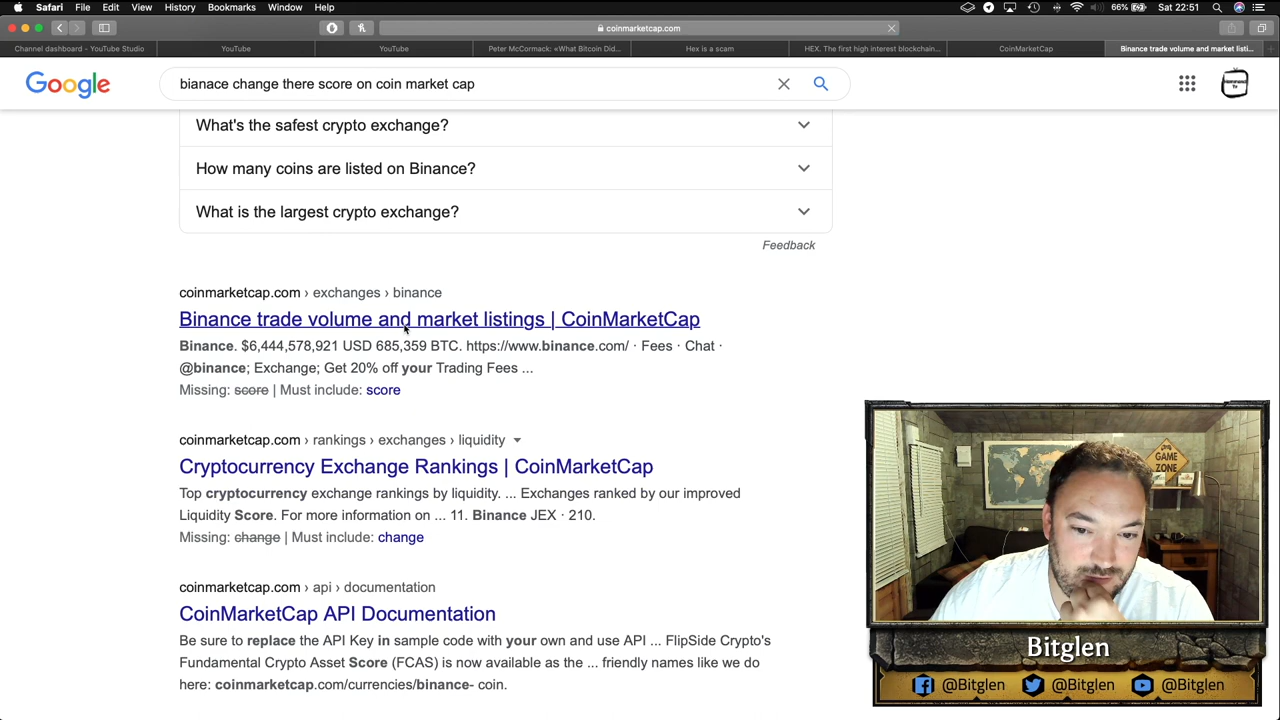 Safari File Edit View History Bookmarks Window Help
66% Sat 22:51
coinmarketcap.com
Channel dashboard - YouTube Studio
YouTube
YouTube
Peter McCormack: «What Bitcoin Did...
Hex is a scam
HEX. The first high interest blockchain...
CoinMarketCap
Binance trade volume and market listi...
Google
bianace change there score on coin market cap
What's the safest crypto exchange?
How many coins are listed on Binance?
What is the largest crypto exchange?
Feedback
coinmarketcap.com › exchanges › binance
Binance trade volume and market listings | CoinMarketCap
Binance. $6,444,578,921 USD 685,359 BTC. https://www.binance.com/ · Fees · Chat ·
@binance; Exchange; Get 20% off your Trading Fees ...
Missing: score | Must include: score
coinmarketcap.com › rankings › exchanges › liquidity
Cryptocurrency Exchange Rankings | CoinMarketCap
Top cryptocurrency exchange rankings by liquidity. ... Exchanges ranked by our improved
Liquidity Score. For more information on ... 11. Binance JEX · 210.
Missing: change | Must include: change
coinmarketcap.com › api › documentation
CoinMarketCap API Documentation
Be sure to replace the API Key in sample code with your own and use API ... FlipSide Crypto's
Fundamental Crypto Asset Score (FCAS) is now available as the ... friendly names like we do
here: coinmarketcap.com/currencies/binance- coin.
GAME
ZONE
Bitglen
@Bitglen @Bitglen @Bitglen